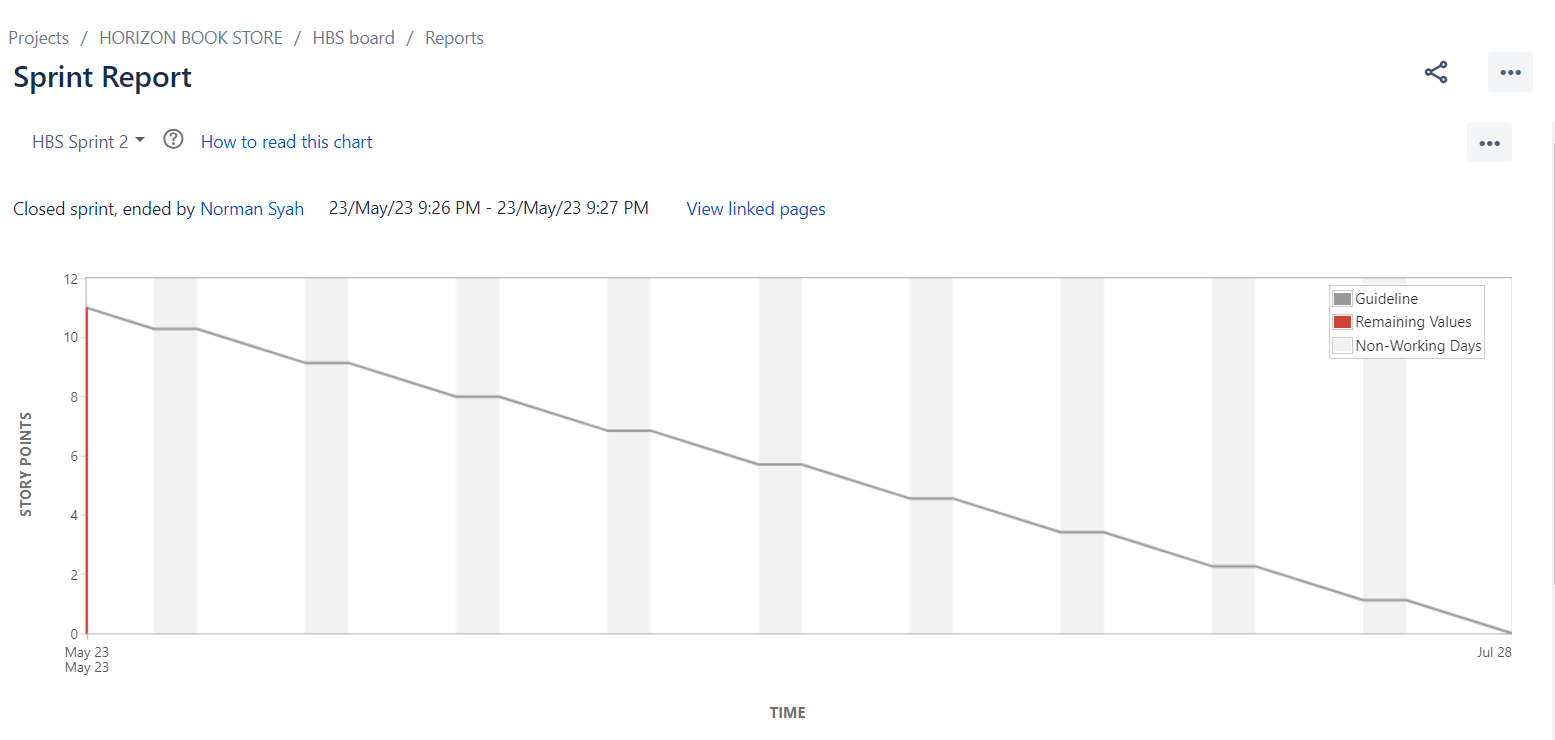 Projects / HORIZON BOOK STORE / HBS board / Reports
Sprint Report
HBS Sprint 2 How to read this chart
Closed sprint, ended by Norman Syah 23/May/23 9:26 PM - 23/May/23 9:27 PM View linked pages
12
10
8
6
4
2
0
STORY POINTS
Guideline
Remaining Values
Non-Working Days
May 23
May 23
Jul 28
TIME